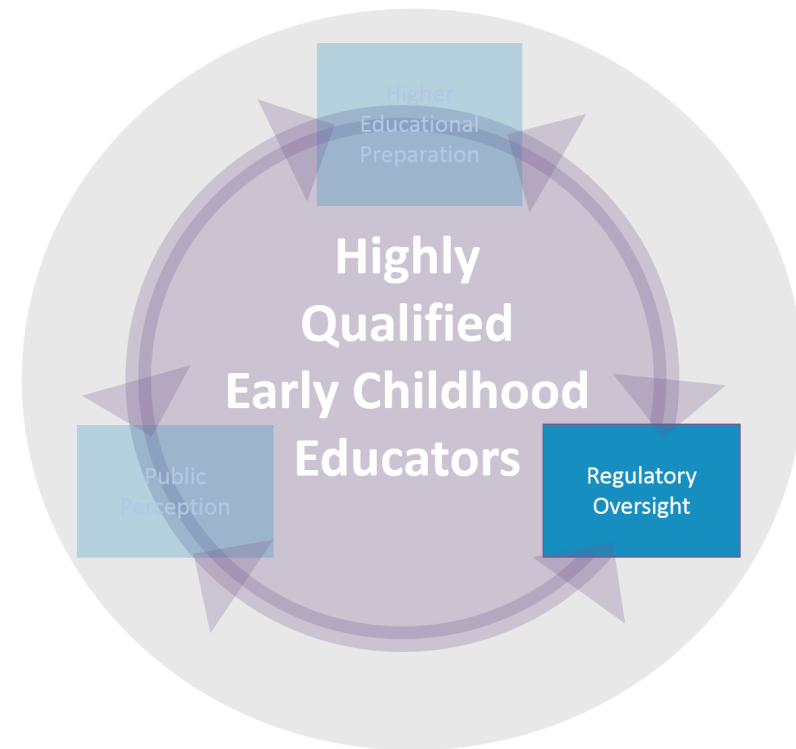 Higher
Educational
Preparation
Highly
Qualified
Early Childhood
Educators
Public
Perception
Regulatory
Oversight